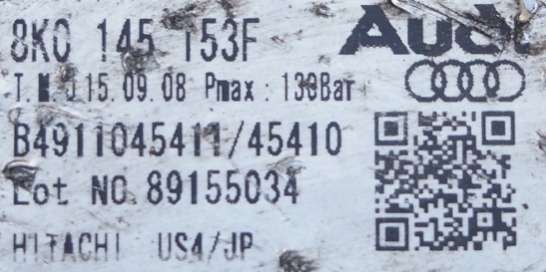 8K0 145 153F
Audi
15.09.08 Pmax: 130Bar
B4911045411/45410
Lot NO. 89155034
HITACHI US4/JP